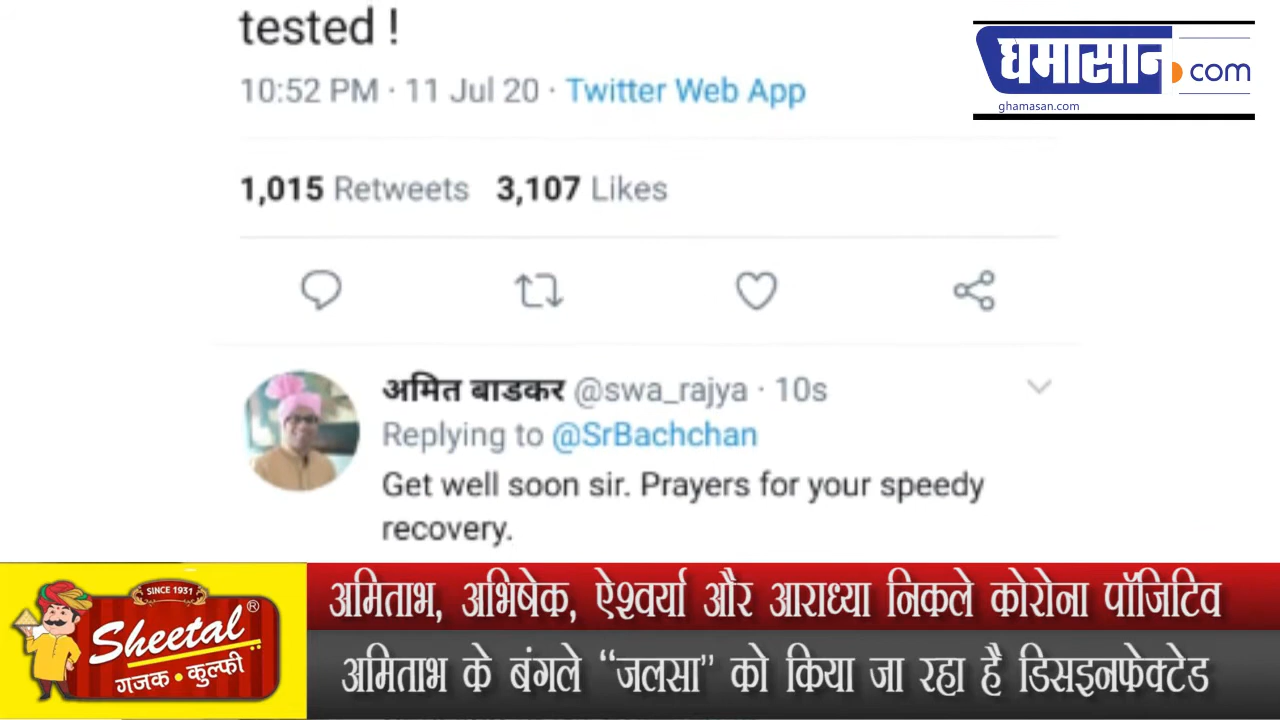 tested !
घमासान.com
ghamasan.com
10:52 PM · 11 Jul 20 · Twitter Web App
1,015 Retweets 3,107 Likes
अमित बाडकर @swa_rajya · 10s
Replying to @SrBachchan
Get well soon sir. Prayers for your speedy
recovery.
SINCE 1931
Sheetal®
गजक • कुल्फी
अमिताभ, अभिषेक, ऐश्वर्या और आराध्या निकले कोरोना पॉजिटिव
अमिताभ के बंगले “जलसा” को किया जा रहा है डिसइनफेक्टेड